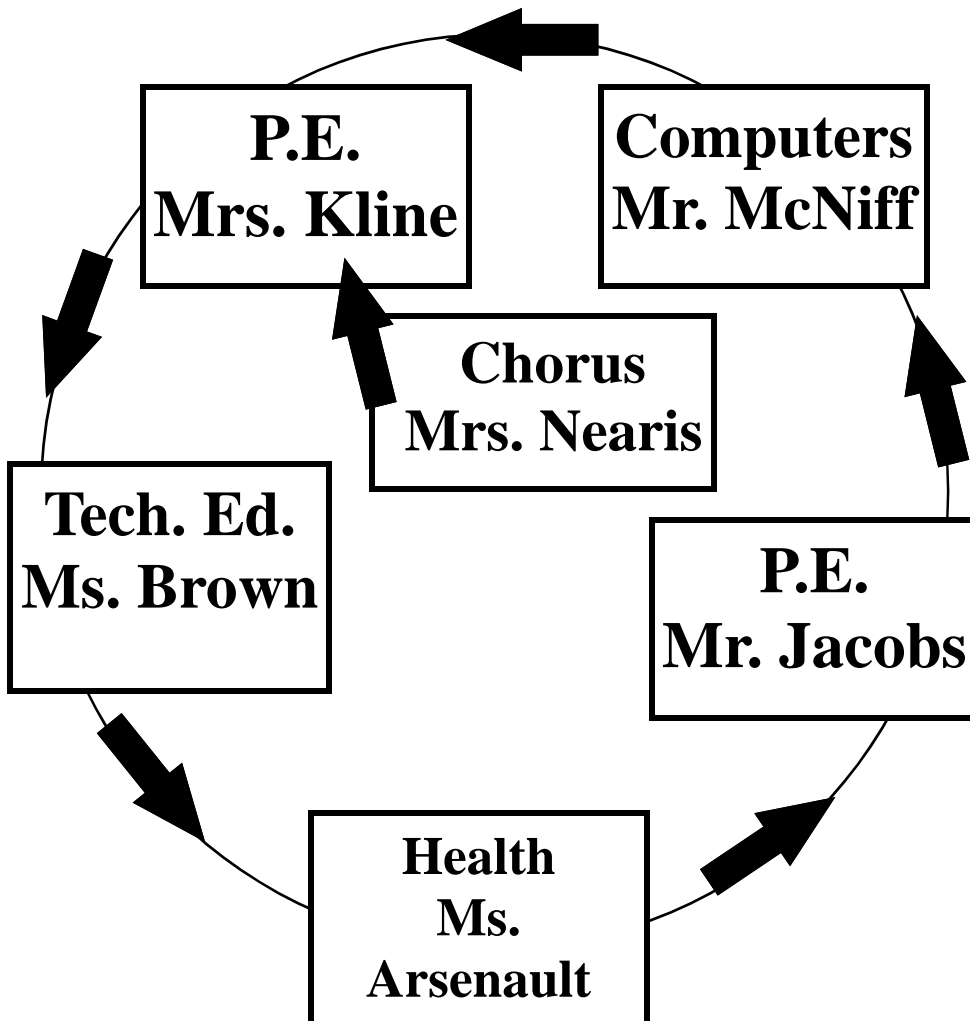 P.E.
Mrs. Kline
Computers
Mr. McNiff
Chorus
Mrs. Nearis
Tech. Ed.
Ms. Brown
P.E.
Mr. Jacobs
Health
Ms.
Arsenault